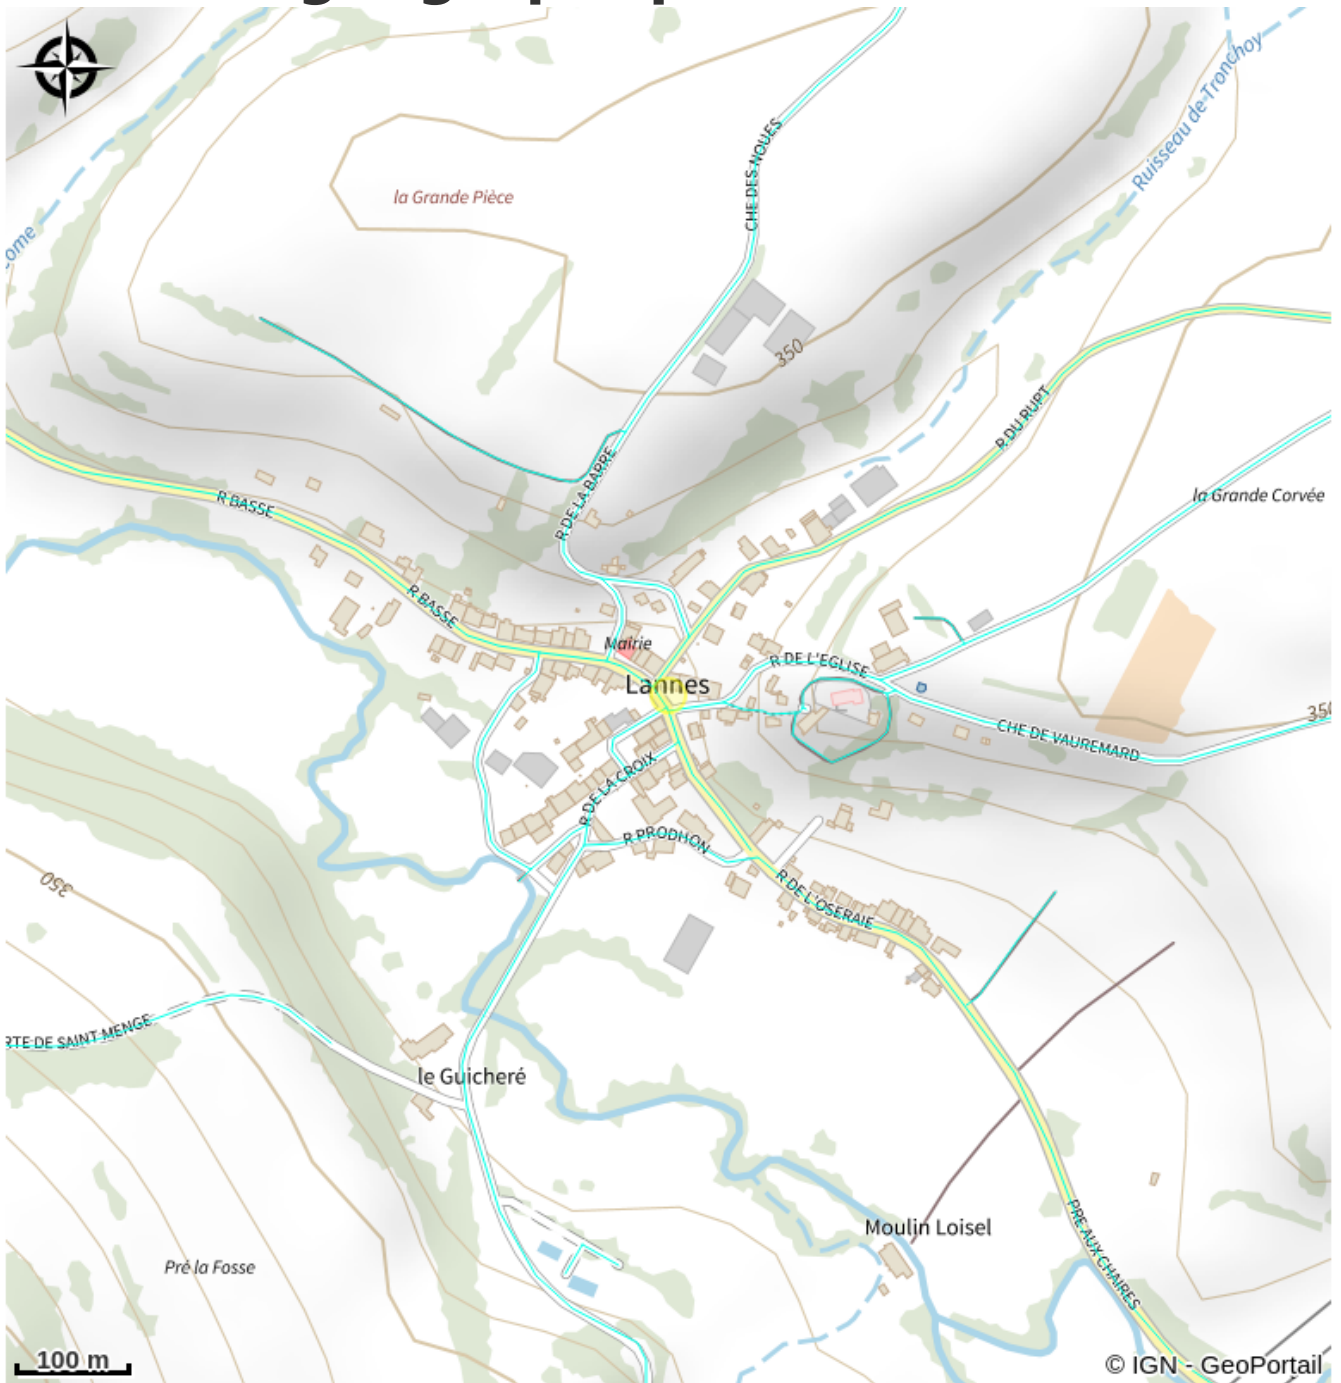 Ruisseau de Tronchoy
CHE DES NOUES
la Grande Pièce
350
R DU RUPT
R DE LA BARRE
la Grande Corvée
R BASSE
R BASSE
Mairie
R DE L'EGLISE
Lannes
350
CHE DE VAUREMARD
R DE LA CROIX
R PRODHON
350
R DE L'OSERAIE
RTE DE SAINT MENGE
le Guicheré
Moulin Loisel
PRE AUX CHAIRES
Pré la Fosse
100 m
© IGN - GeoPortail